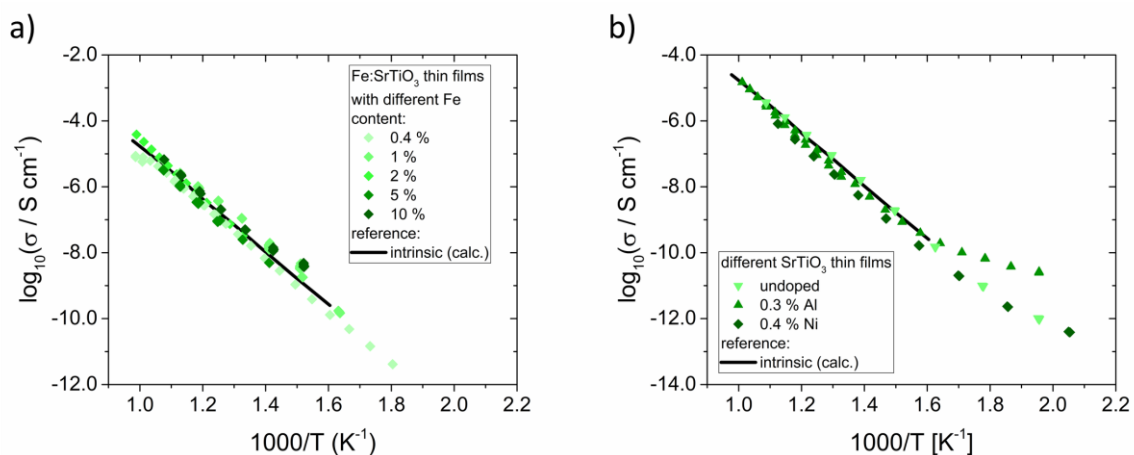 a)
log₁₀(σ / S cm⁻¹)
-2.0
-4.0
-6.0
-8.0
-10.0
-12.0
Fe:SrTiO₃ thin films
with different Fe
content:
0.4 %
1 %
2 %
5 %
10 %
reference:
intrinsic (calc.)
1.0 1.2 1.4 1.6 1.8 2.0 2.2
1000/T (K⁻¹)
b)
log₁₀(σ / S cm⁻¹)
-4.0
-6.0
-8.0
-10.0
-12.0
-14.0
different SrTiO₃ thin films
undoped
0.3 % Al
0.4 % Ni
reference:
intrinsic (calc.)
1.0 1.2 1.4 1.6 1.8 2.0 2.2
1000/T [K⁻¹]